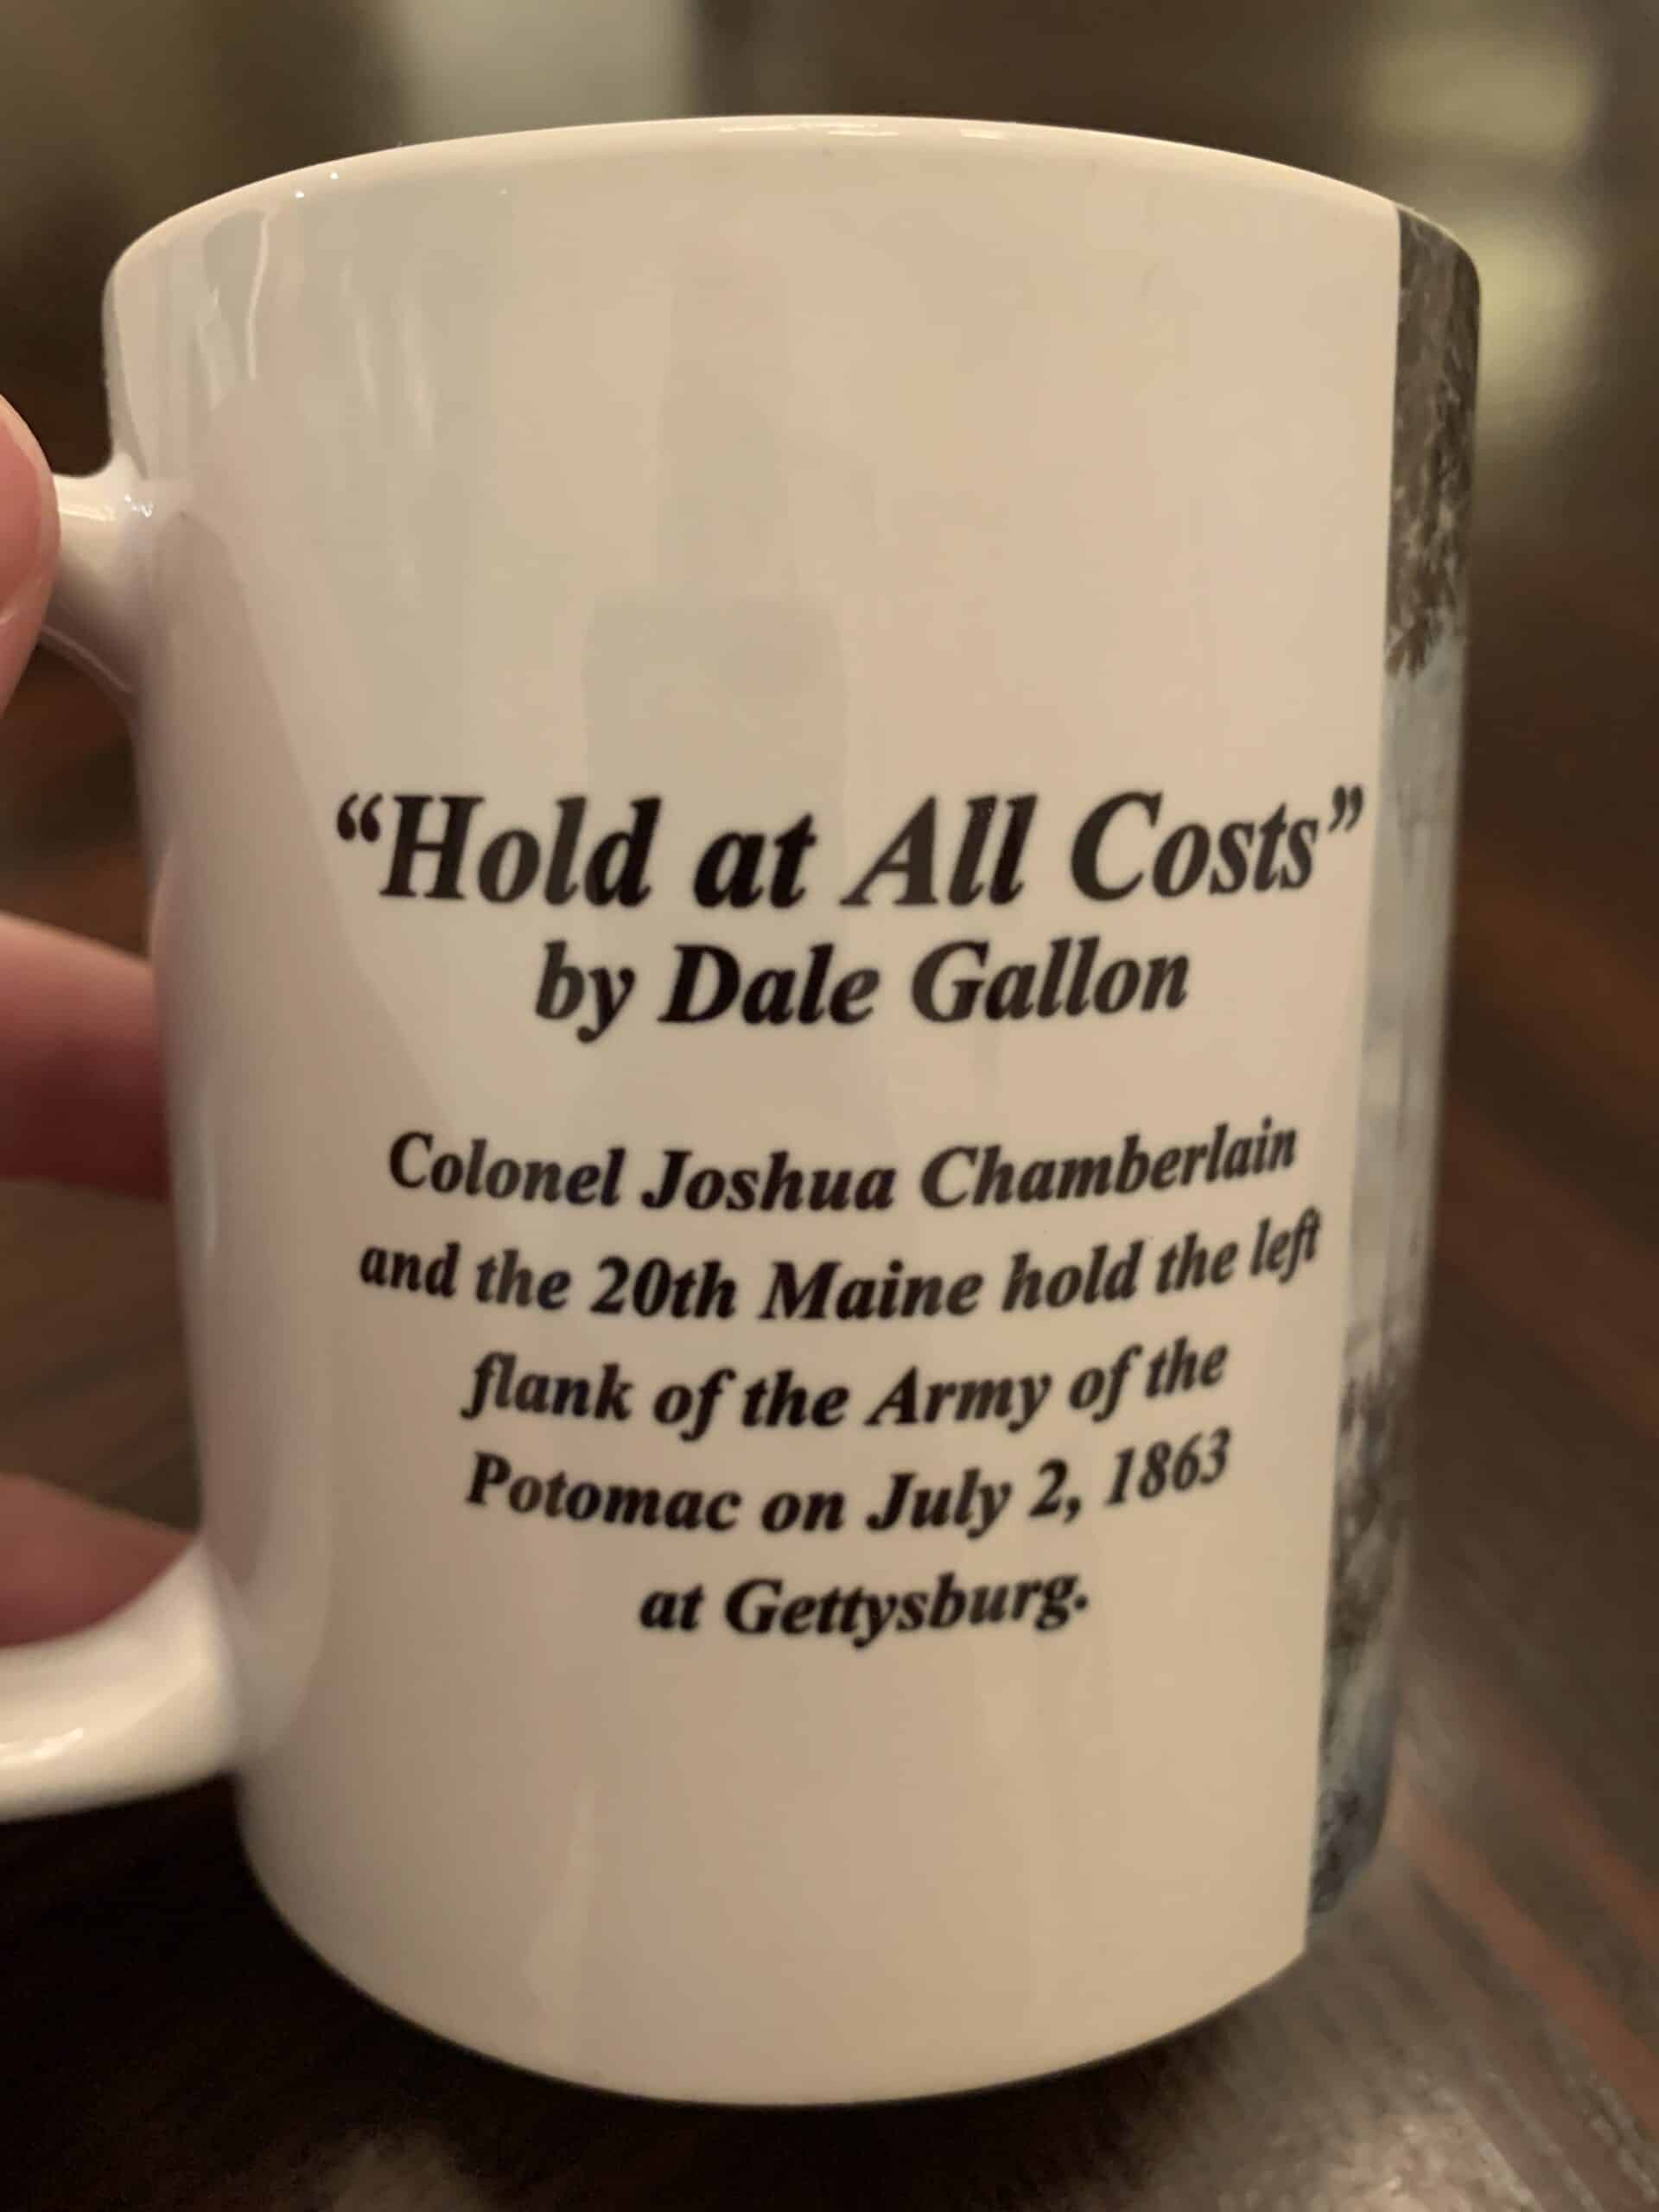 “Hold at All Costs”
by Dale Gallon
Colonel Joshua Chamberlain
and the 20th Maine hold the left
flank of the Army of the
Potomac on July 2, 1863
at Gettysburg.